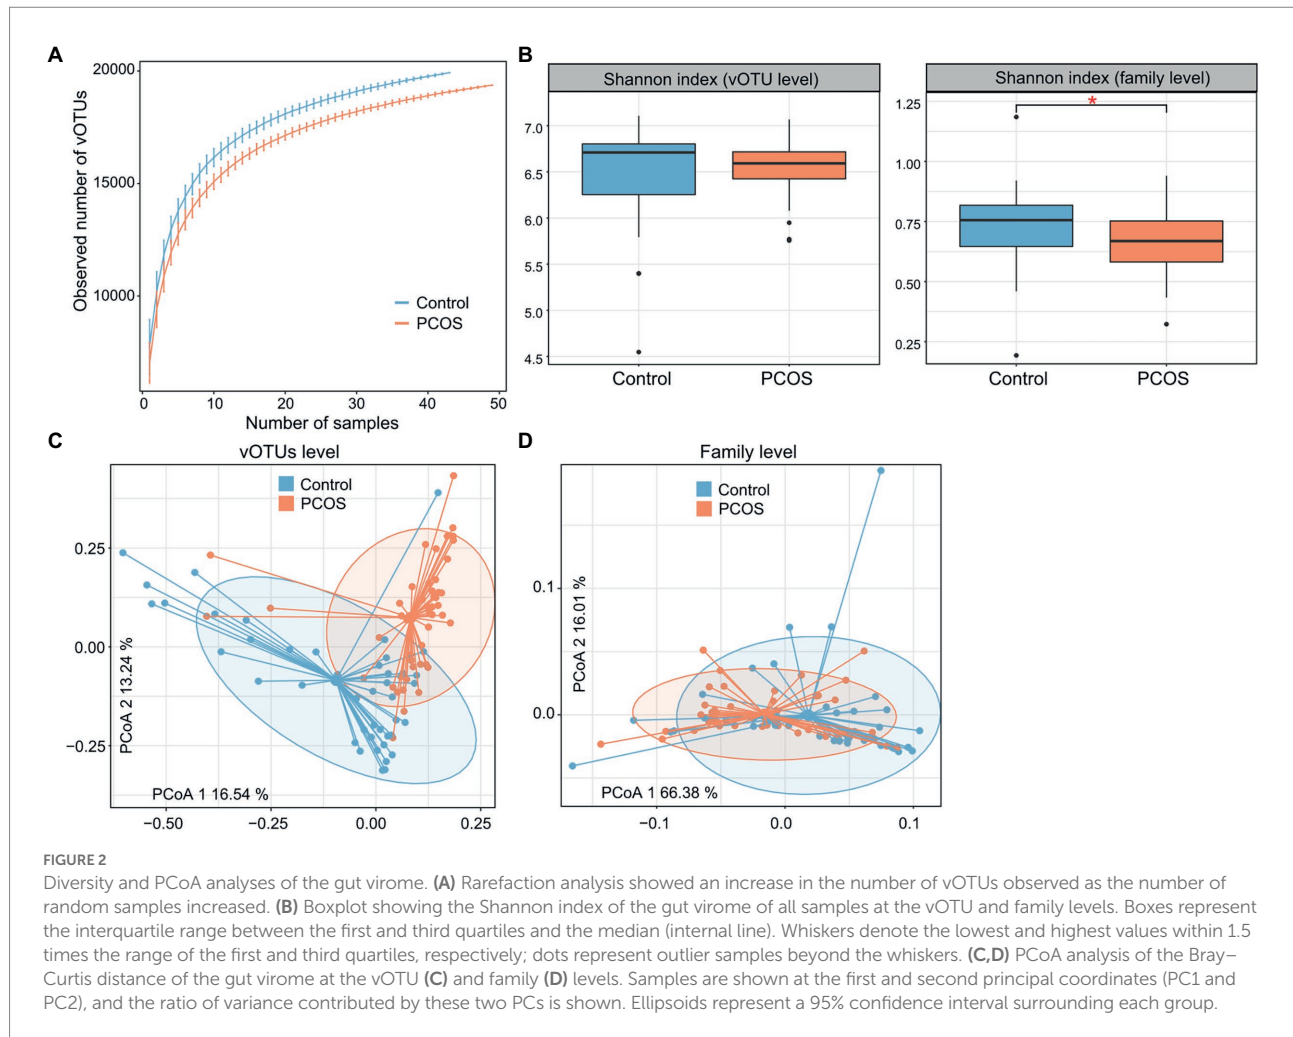 A
Observed number of vOTUs
20000
15000
10000
Control
PCOS
0
10
20
30
40
50
Number of samples
B
Shannon index (vOTU level)
7.0
6.5
6.0
5.5
5.0
4.5
Control
PCOS
Shannon index (family level)
*
1.25
1.00
0.75
0.50
0.25
Control
PCOS
C
vOTUs level
Control
PCOS
0.25
0.00
−0.25
PCoA 2 13.24 %
PCoA 1 16.54 %
−0.50
−0.25
0.00
0.25
D
Family level
Control
PCOS
0.1
0.0
PCoA 2 16.01 %
PCoA 1 66.38 %
−0.1
0.0
0.1
FIGURE 2
Diversity and PCoA analyses of the gut virome. (A) Rarefaction analysis showed an increase in the number of vOTUs observed as the number of
random samples increased. (B) Boxplot showing the Shannon index of the gut virome of all samples at the vOTU and family levels. Boxes represent
the interquartile range between the first and third quartiles and the median (internal line). Whiskers denote the lowest and highest values within 1.5
times the range of the first and third quartiles, respectively; dots represent outlier samples beyond the whiskers. (C,D) PCoA analysis of the Bray–
Curtis distance of the gut virome at the vOTU (C) and family (D) levels. Samples are shown at the first and second principal coordinates (PC1 and
PC2), and the ratio of variance contributed by these two PCs is shown. Ellipsoids represent a 95% confidence interval surrounding each group.